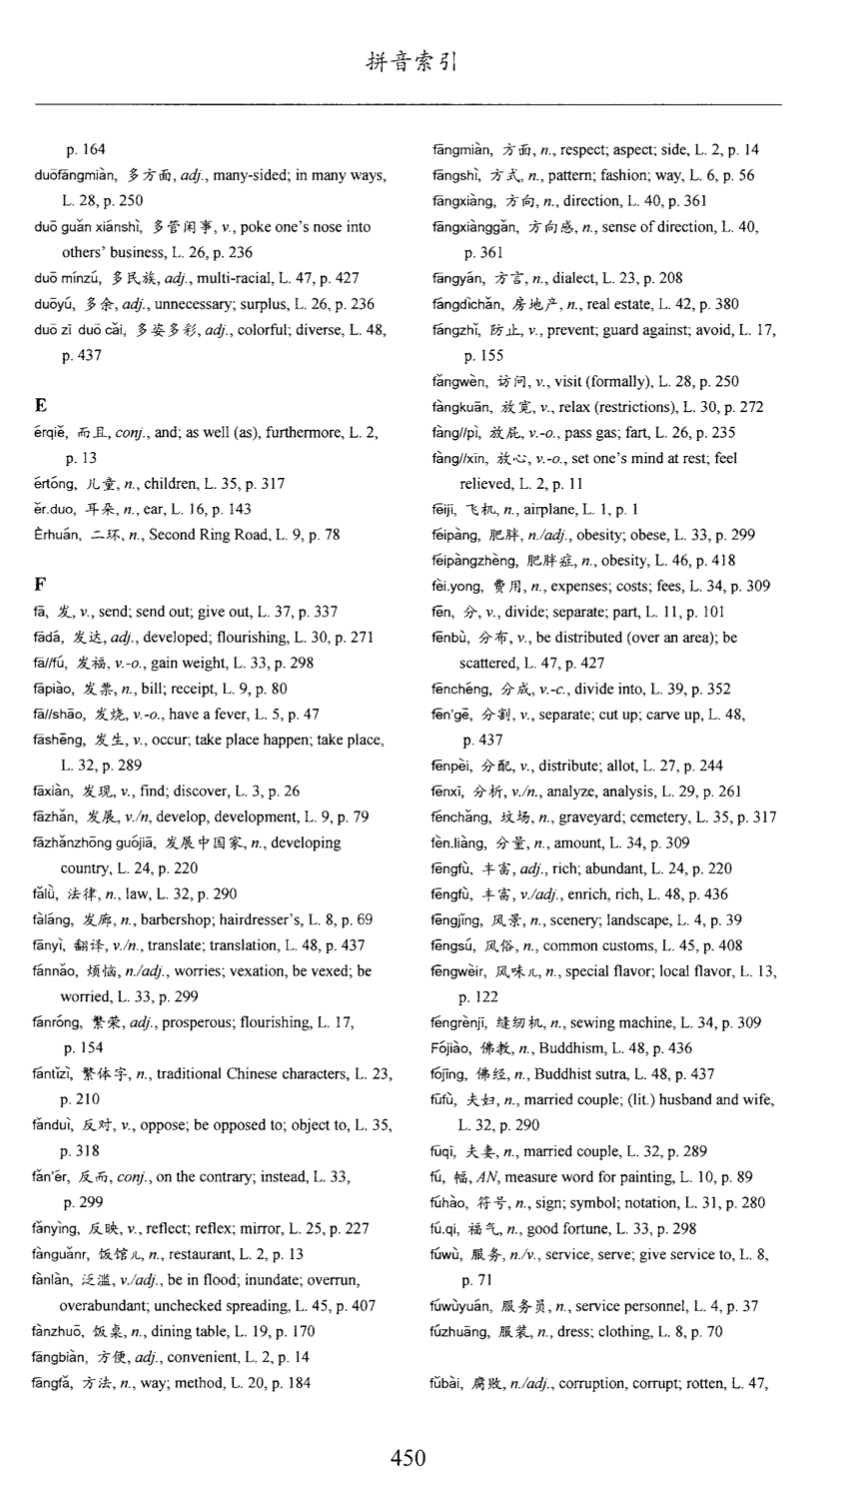 拼音索引
p. 164
duōfāngmiàn, 多方面, adj., many-sided; in many ways,
L. 28, p. 250
duō guǎn xiánshì, 多管闲事, v., poke one's nose into
others' business, L. 26, p. 236
duō mínzú, 多民族, adj., multi-racial, L. 47, p. 427
duōyú, 多余, adj., unnecessary; surplus, L. 26, p. 236
duō zī duō cǎi, 多姿多彩, adj., colorful; diverse, L. 48,
p. 437
E
érqiě, 而且, conj., and; as well (as), furthermore, L. 2,
p. 13
értóng, 儿童, n., children, L. 35, p. 317
ěr.duo, 耳朵, n., ear, L. 16, p. 143
Èrhuán, 二环, n., Second Ring Road, L. 9, p. 78
F
fā, 发, v., send; send out; give out, L. 37, p. 337
fādá, 发达, adj., developed; flourishing, L. 30, p. 271
fā//fú, 发福, v.-o., gain weight, L. 33, p. 298
fāpiào, 发票, n., bill; receipt, L. 9, p. 80
fā//shāo, 发烧, v.-o., have a fever, L. 5, p. 47
fāshēng, 发生, v., occur; take place happen; take place,
L. 32, p. 289
fāxiàn, 发现, v., find; discover, L. 3, p. 26
fāzhǎn, 发展, v./n, develop, development, L. 9, p. 79
fāzhǎnzhōng guójiā, 发展中国家, n., developing
country, L. 24, p. 220
fǎlǜ, 法律, n., law, L. 32, p. 290
fàláng, 发廊, n., barbershop; hairdresser's, L. 8, p. 69
fānyì, 翻译, v./n., translate; translation, L. 48, p. 437
fánnǎo, 烦恼, n./adj., worries; vexation, be vexed; be
worried, L. 33, p. 299
fánróng, 繁荣, adj., prosperous; flourishing, L. 17,
p. 154
fántǐzì, 繁体字, n., traditional Chinese characters, L. 23,
p. 210
fǎnduì, 反对, v., oppose; be opposed to; object to, L. 35,
p. 318
fǎn'ér, 反而, conj., on the contrary; instead, L. 33,
p. 299
fǎnyìng, 反映, v., reflect; reflex; mirror, L. 25, p. 227
fànguǎnr, 饭馆儿, n., restaurant, L. 2, p. 13
fànlàn, 泛滥, v./adj., be in flood; inundate; overrun,
overabundant; unchecked spreading, L. 45, p. 407
fànzhuō, 饭桌, n., dining table, L. 19, p. 170
fāngbiàn, 方便, adj., convenient, L. 2, p. 14
fāngfǎ, 方法, n., way; method, L. 20, p. 184
fāngmiàn, 方面, n., respect; aspect; side, L. 2, p. 14
fāngshì, 方式, n., pattern; fashion; way, L. 6, p. 56
fāngxiàng, 方向, n., direction, L. 40, p. 361
fāngxiànggǎn, 方向感, n., sense of direction, L. 40,
p. 361
fāngyán, 方言, n., dialect, L. 23, p. 208
fángdìchǎn, 房地产, n., real estate, L. 42, p. 380
fángzhǐ, 防止, v., prevent; guard against; avoid, L. 17,
p. 155
fǎngwèn, 访问, v., visit (formally), L. 28, p. 250
fàngkuān, 放宽, v., relax (restrictions), L. 30, p. 272
fàng//pì, 放屁, v.-o., pass gas; fart, L. 26, p. 235
fàng//xīn, 放心, v.-o., set one's mind at rest; feel
relieved, L. 2, p. 11
fēijī, 飞机, n., airplane, L. 1, p. 1
féipàng, 肥胖, n./adj., obesity; obese, L. 33, p. 299
féipàngzhèng, 肥胖症, n., obesity, L. 46, p. 418
fèi.yong, 费用, n., expenses; costs; fees, L. 34, p. 309
fēn, 分, v., divide; separate; part, L. 11, p. 101
fēnbù, 分布, v., be distributed (over an area); be
scattered, L. 47, p. 427
fēnchéng, 分成, v.-c., divide into, L. 39, p. 352
fēn'gē, 分割, v., separate; cut up; carve up, L. 48,
p. 437
fēnpèi, 分配, v., distribute; allot, L. 27, p. 244
fēnxī, 分析, v./n., analyze, analysis, L. 29, p. 261
fénchǎng, 坟场, n., graveyard; cemetery, L. 35, p. 317
fèn.liàng, 分量, n., amount, L. 34, p. 309
fēngfù, 丰富, adj., rich; abundant, L. 24, p. 220
fēngfù, 丰富, v./adj., enrich, rich, L. 48, p. 436
fēngjǐng, 风景, n., scenery; landscape, L. 4, p. 39
fēngsú, 风俗, n., common customs, L. 45, p. 408
fēngwèir, 风味儿, n., special flavor; local flavor, L. 13,
p. 122
féngrènjī, 缝纫机, n., sewing machine, L. 34, p. 309
Fójiào, 佛教, n., Buddhism, L. 48, p. 436
fójīng, 佛经, n., Buddhist sutra, L. 48, p. 437
fūfù, 夫妇, n., married couple; (lit.) husband and wife,
L. 32, p. 290
fūqī, 夫妻, n., married couple, L. 32, p. 289
fú, 幅, AN, measure word for painting, L. 10, p. 89
fúhào, 符号, n., sign; symbol; notation, L. 31, p. 280
fú.qi, 福气, n., good fortune, L. 33, p. 298
fúwù, 服务, n./v., service, serve; give service to, L. 8,
p. 71
fúwùyuán, 服务员, n., service personnel, L. 4, p. 37
fúzhuāng, 服装, n., dress; clothing, L. 8, p. 70
fǔbài, 腐败, n./adj., corruption, corrupt; rotten, L. 47,
450